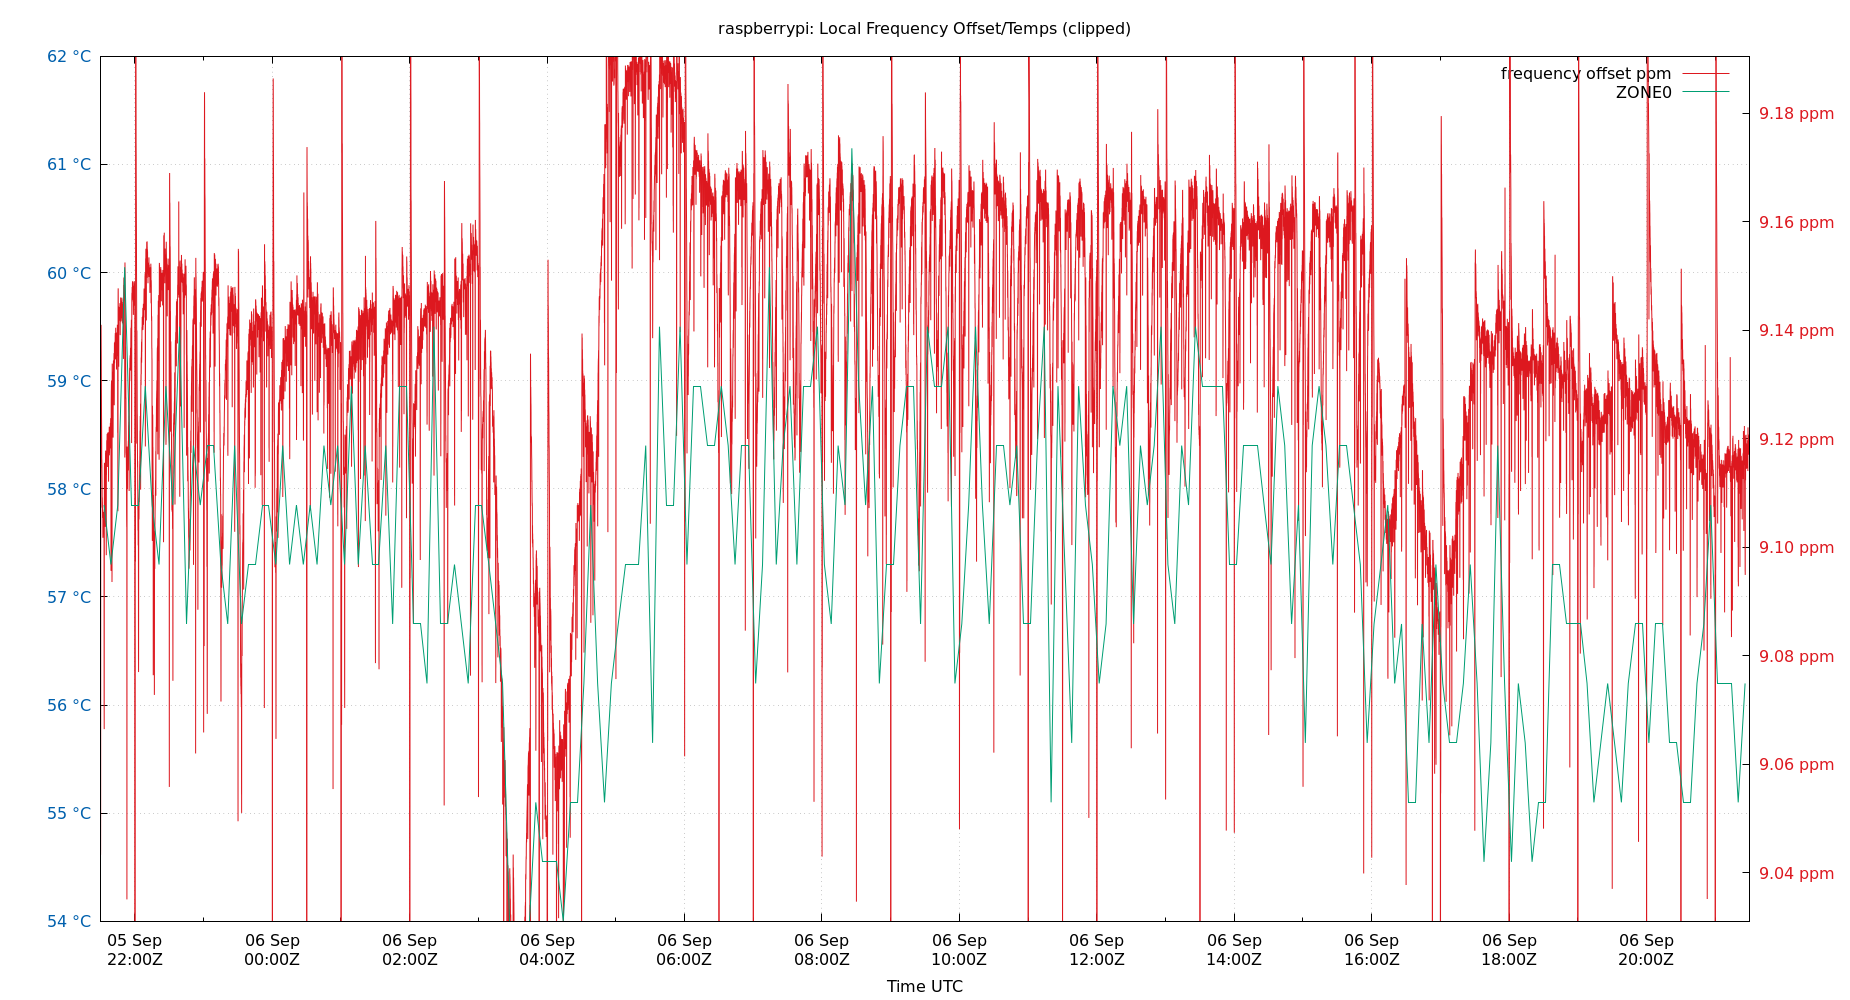 raspberrypi: Local Frequency Offset/Temps (clipped)
frequency offset ppm
ZONE0
62 °C
61 °C
60 °C
59 °C
58 °C
57 °C
56 °C
55 °C
54 °C
9.18 ppm
9.16 ppm
9.14 ppm
9.12 ppm
9.10 ppm
9.08 ppm
9.06 ppm
9.04 ppm
05 Sep
22:00Z
06 Sep
00:00Z
06 Sep
02:00Z
06 Sep
04:00Z
06 Sep
06:00Z
06 Sep
08:00Z
06 Sep
10:00Z
06 Sep
12:00Z
06 Sep
14:00Z
06 Sep
16:00Z
06 Sep
18:00Z
06 Sep
20:00Z
Time UTC